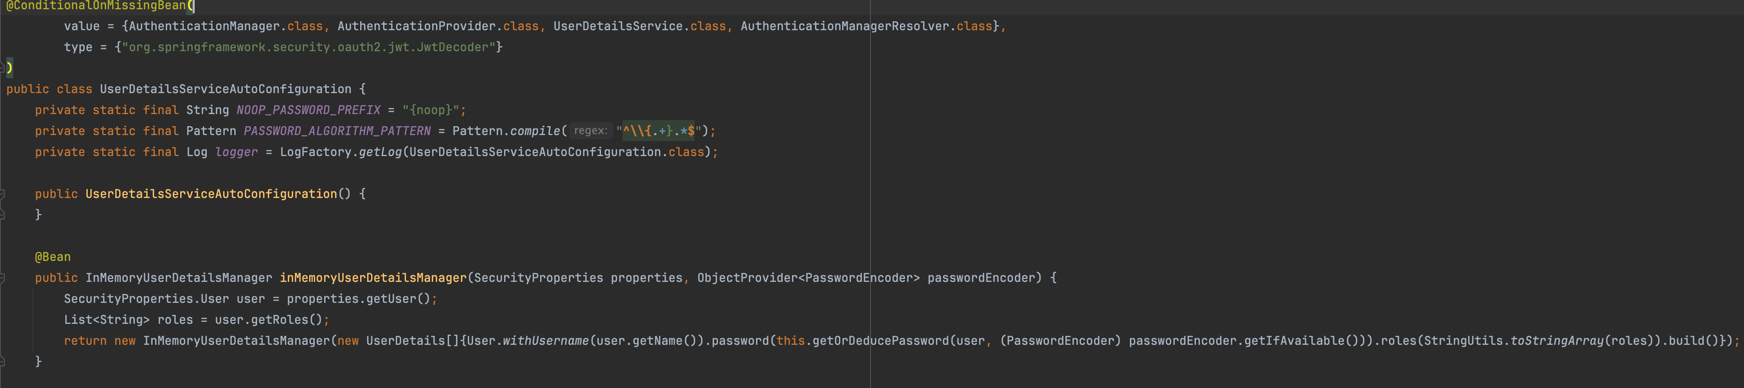 @ConditionalOnMissingBean(
value = {AuthenticationManager.class, AuthenticationProvider.class, UserDetailsService.class, AuthenticationManagerResolver.class},
type = {"org.springframework.security.oauth2.jwt.JwtDecoder"}
)
public class UserDetailsServiceAutoConfiguration {
private static final String NOOP_PASSWORD_PREFIX = "{noop}";
private static final Pattern PASSWORD_ALGORITHM_PATTERN = Pattern.compile( regex: "^\\{.+}.*$");
private static final Log logger = LogFactory.getLog(UserDetailsServiceAutoConfiguration.class);
public UserDetailsServiceAutoConfiguration() {
}
@Bean
public InMemoryUserDetailsManager inMemoryUserDetailsManager(SecurityProperties properties, ObjectProvider<PasswordEncoder> passwordEncoder) {
SecurityProperties.User user = properties.getUser();
List<String> roles = user.getRoles();
return new InMemoryUserDetailsManager(new UserDetails[]{User.withUsername(user.getName()).password(this.getOrDeducePassword(user, (PasswordEncoder) passwordEncoder.getIfAvailable())).roles(StringUtils.toStringArray(roles)).build()});
}